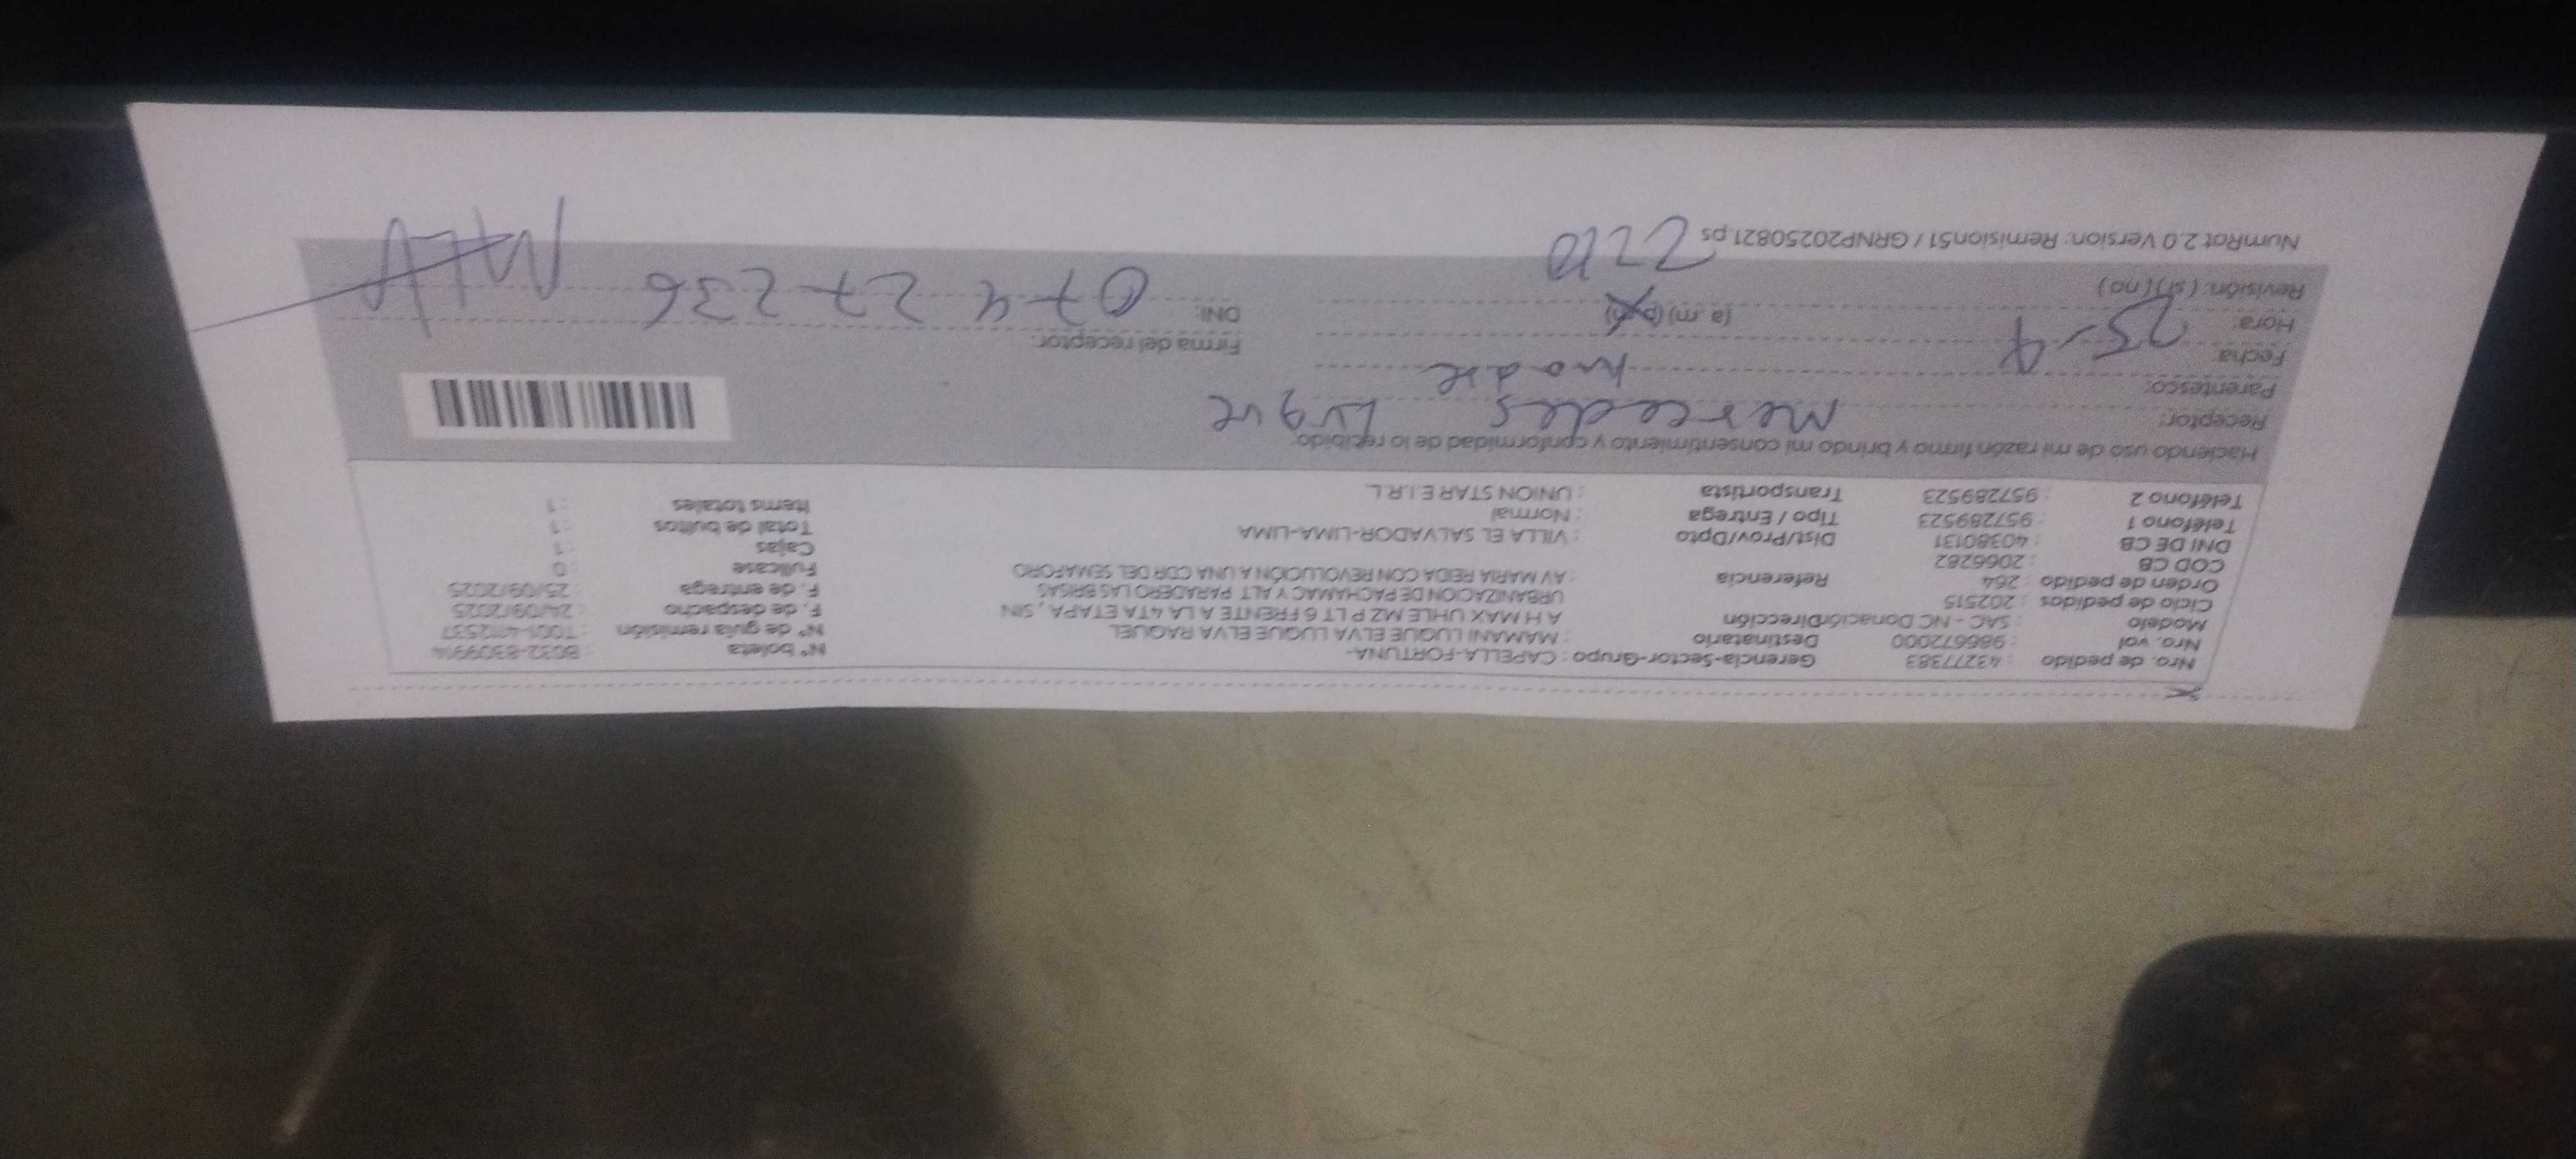 Nro. de pedido : 43277383 Gerencia-Sector-Grupo : CAPELLA-FORTUNA- N° boleta : B032-8309914
Nro. vol : 986672000 Destinatario : MAMANI LUQUE ELVA LUQUE ELVA RAQUEL N° de guía remisión : T001-4112537
Modelo : SAC - NC Donación Dirección A H MAX UHLE MZ P LT 6 FRENTE A LA 4TA ETAPA , SIN F. de despacho : 24/09/2025
Ciclo de pedidos : 202515 URBANIZACION DE PACHAMAC Y ALT PARADERO LAS BRISAS F. de entrega : 25/09/2025
Orden de pedido : 264 Referencia : AV MARIA REIDA CON REVOLUCIÓN A UNA CDR DEL SEMAFORO Fullcase : 0
COD CB : 2066282 Cajas : 1
DNI DE CB : 40380131 Dist/Prov/Dpto : VILLA EL SALVADOR-LIMA-LIMA Total de bultos : 1
Teléfono 1 : 957289523 Tipo / Entrega : Normal Items totales : 1
Teléfono 2 : 957289523 Transportista : UNION STAR E.I.R.L.
Haciendo uso de mi razón firmo y brindo mi consentimiento y conformidad de lo recibido:
Receptor: Mercedes Luque
Parentesco: madre
Fecha: 25-9 Firma del receptor:
Hora: (a. m) (p. m) DNI: 07427236
Revisión: ( si) ( no )
NumRot 2.0 Version: Remision51 / GRNP20250821.ps